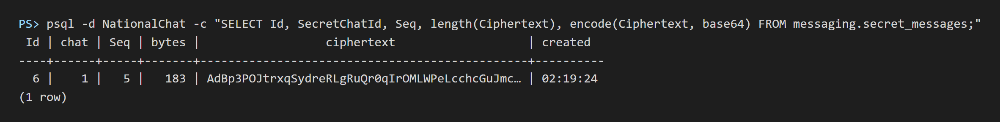 PS> psql -d NationalChat -c "SELECT Id, SecretChatId, Seq, length(Ciphertext), encode(Ciphertext, base64) FROM messaging.secret_messages;"
 Id | chat | Seq | bytes |                  ciphertext                   | created
----+------+-----+-------+-----------------------------------------------+----------
  6 |    1 |   5 |   183 | AdBp3POJtrxqSydreRLgRuQr0qIrOMLWPeLcchcGuJmc… | 02:19:24
(1 row)